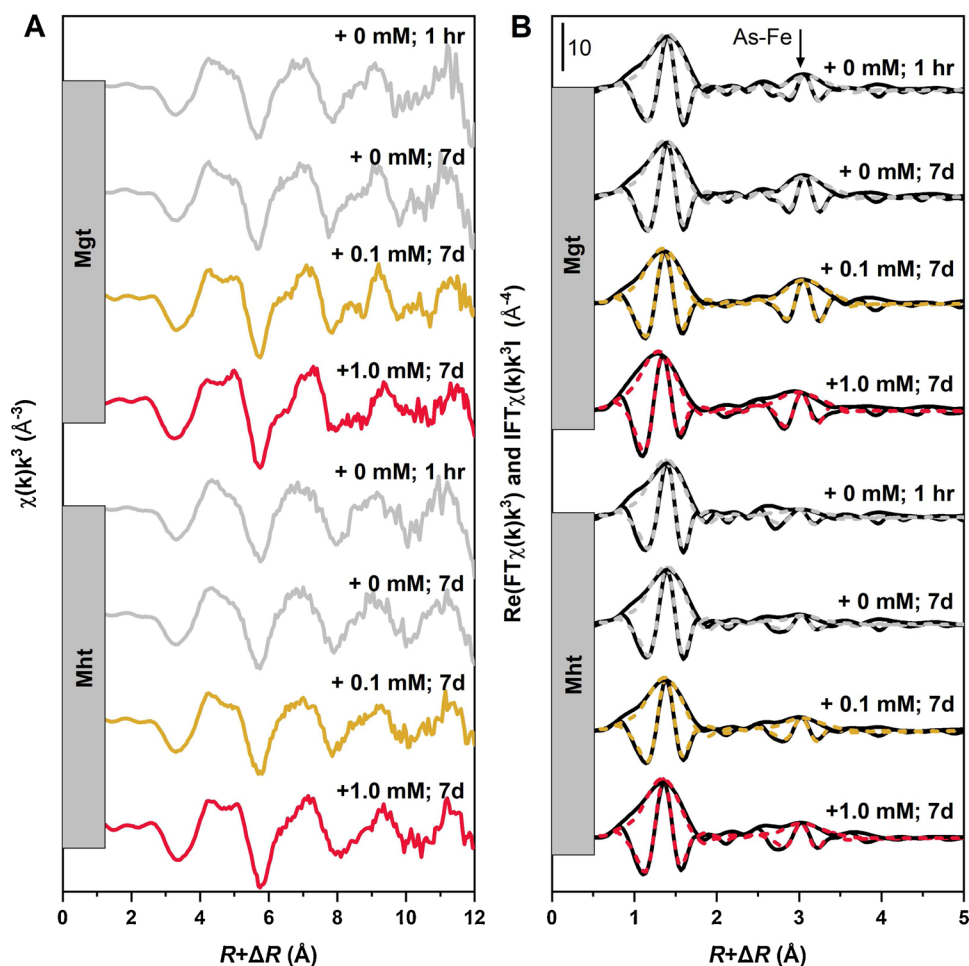 A
+ 0 mM; 1 hr
+ 0 mM; 7d
+ 0.1 mM; 7d
+1.0 mM; 7d
+ 0 mM; 1 hr
+ 0 mM; 7d
+ 0.1 mM; 7d
+1.0 mM; 7d
Mgt
Mht
χ(k)k³ (Å⁻³)
0 2 4 6 8 10 12
R+ΔR (Å)
B
10
As-Fe
+ 0 mM; 1 hr
+ 0 mM; 7d
+ 0.1 mM; 7d
+1.0 mM; 7d
+ 0 mM; 1 hr
+ 0 mM; 7d
+ 0.1 mM; 7d
+1.0 mM; 7d
Mgt
Mht
Re(FTχ(k)k³) and IFTχ(k)k³I (Å⁻⁴)
0 1 2 3 4 5
R+ΔR (Å)